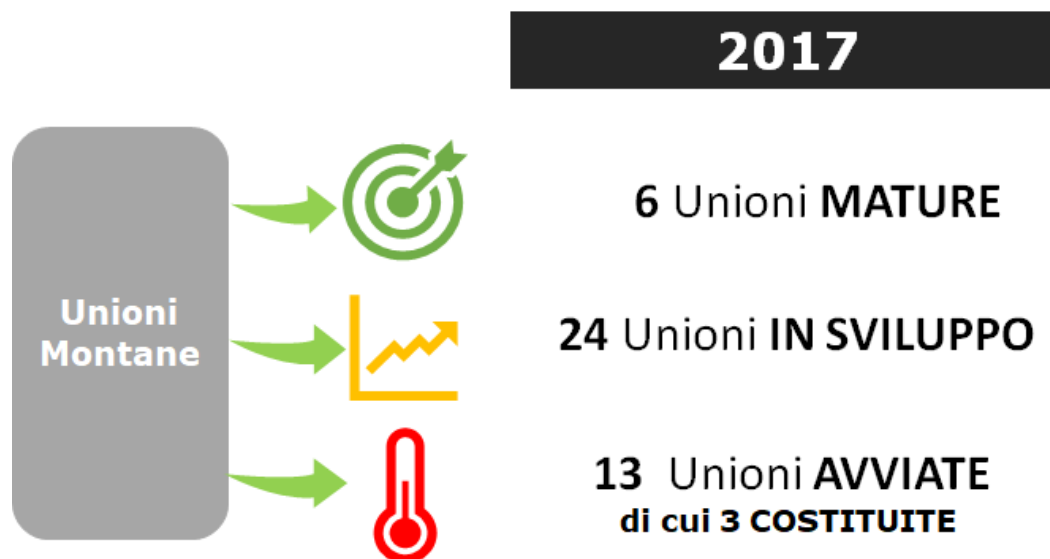 2017
Unioni
Montane
6 Unioni MATURE
24 Unioni IN SVILUPPO
13 Unioni AVVIATE
di cui 3 COSTITUITE